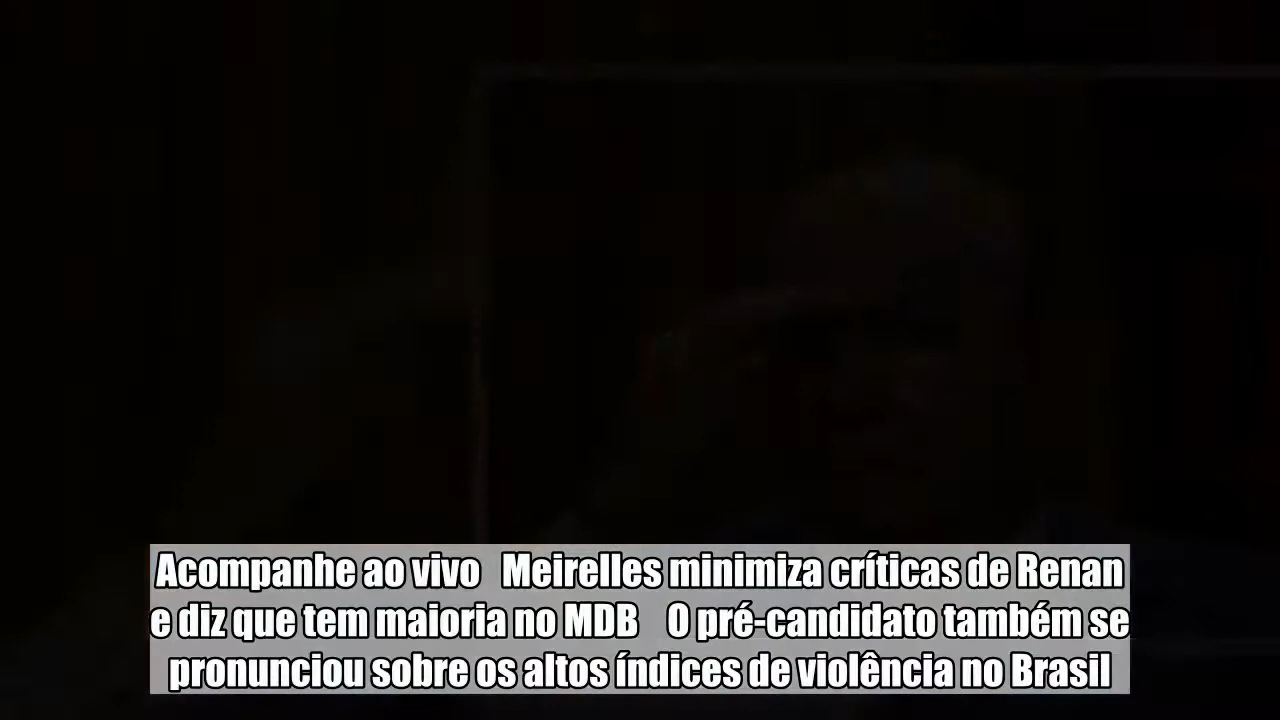 Acompanhe ao vivo   Meirelles minimiza críticas de Renan
e diz que tem maioria no MDB    O pré-candidato também se
pronunciou sobre os altos índices de violência no Brasil